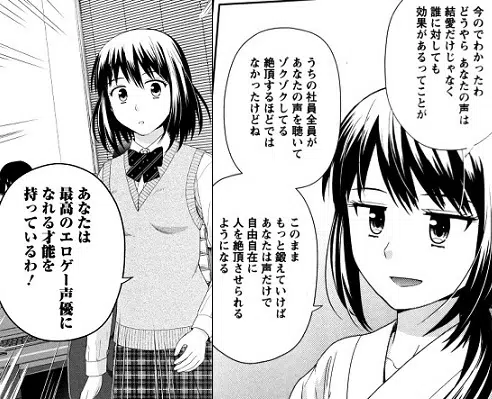 今のでわかったわ
どうやら あなたの声は
結愛だけじゃなく
誰に対しても
効果があるってことが
うちの社員全員が
あなたの声を聴いて
ゾクゾクしてる
絶頂するほどでは
なかったけどね
このまま
もっと鍛えていけば
あなたは声だけで
自由自在に
人を絶頂させられる
ようになる
あなたは
最高のエロゲー声優に
なれる才能を
持っているわ!